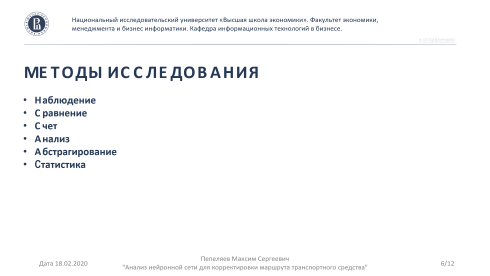 Национальный исследовательский университет «Высшая школа экономики». Факультет экономики,
менеджмента и бизнес информатики. Кафедра информационных технологий в бизнесе.
МЕТОДЫ ИССЛЕДОВАНИЯ
• Наблюдение
• Сравнение
• Счет
• Анализ
• Абстрагирование
• Статистика
Дата 18.02.2020
Пепеляев Максим Сергеевич
"Анализ нейронной сети для корректировки маршрута транспортного средства"
6/12